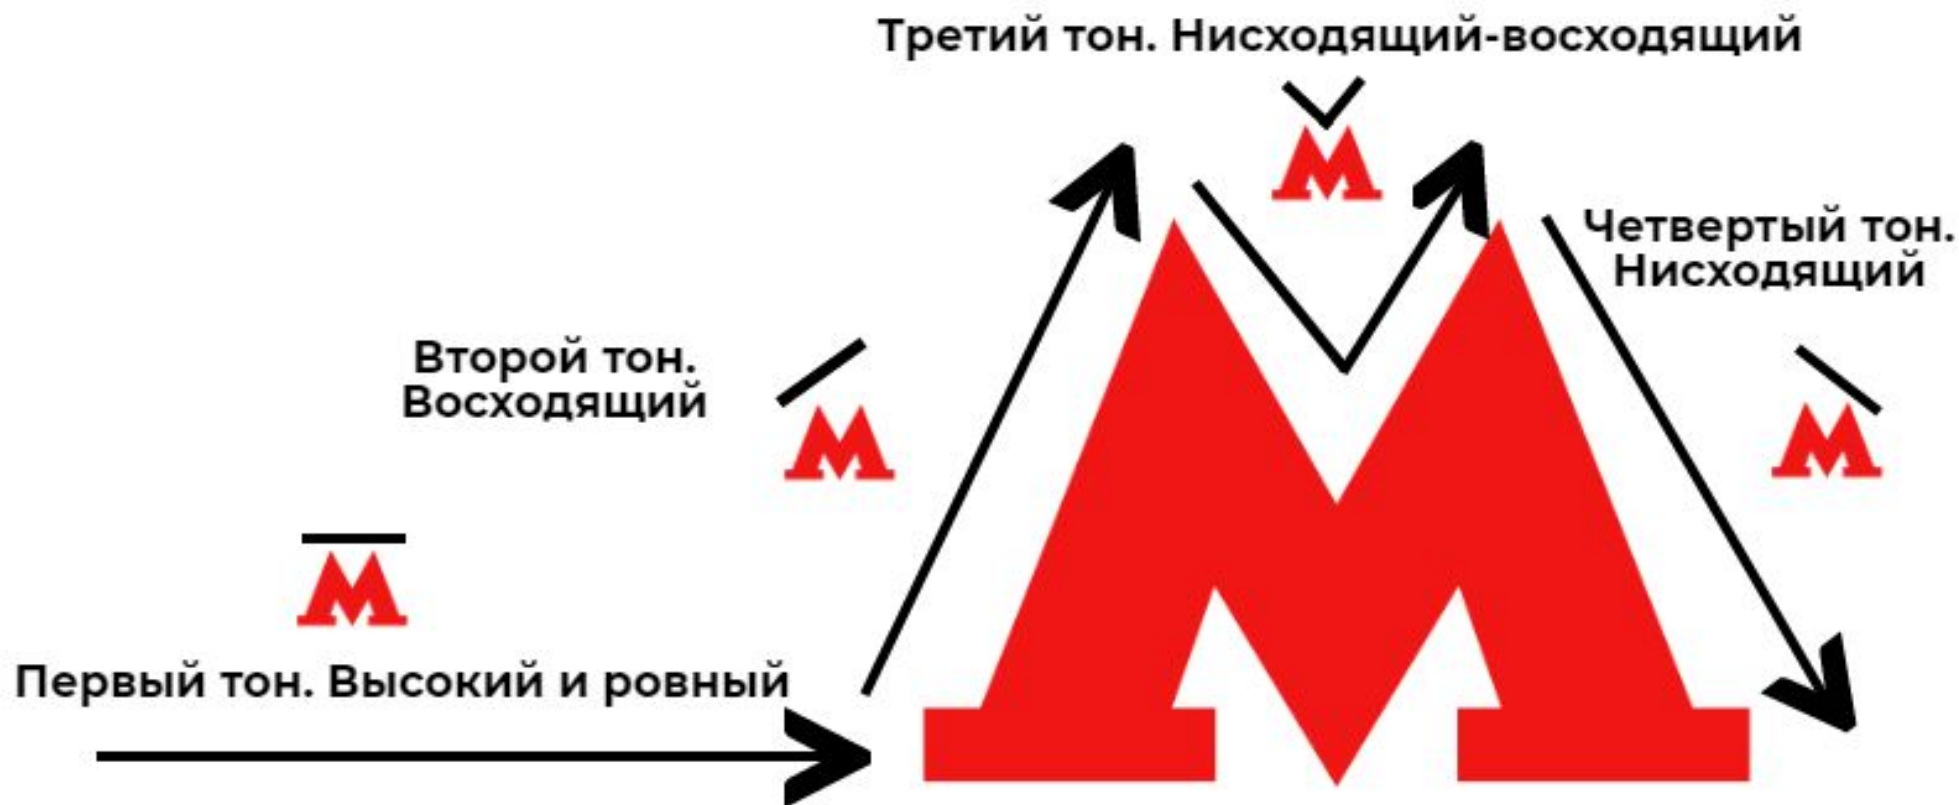 Третий тон. Нисходящий-восходящий
Четвертый тон.
Нисходящий
Второй тон.
Восходящий
Первый тон. Высокий и ровный
М
М
М
М
М